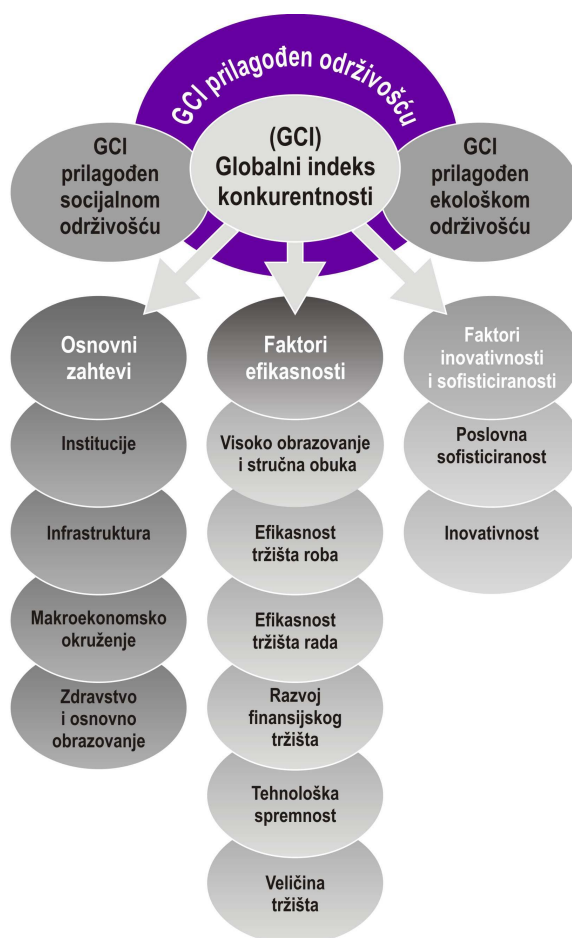 GCI prilagođen održivošću
(GCI)
Globalni indeks
konkurentnosti
GCI
prilagođen
socijalnom
održivošću
GCI
prilagođen
ekološkom
održivošću
Osnovni
zahtevi
Institucije
Infrastruktura
Makroekonomsko
okruženje
Zdravstvo
i osnovno
obrazovanje
Faktori
efikasnosti
Visoko obrazovanje
i stručna obuka
Efikasnost
tržišta roba
Efikasnost
tržišta rada
Razvoj
finansijskog
tržišta
Tehnološka
spremnost
Veličina
tržišta
Faktori
inovativnosti
i sofisticiranosti
Poslovna
sofisticiranost
Inovativnost